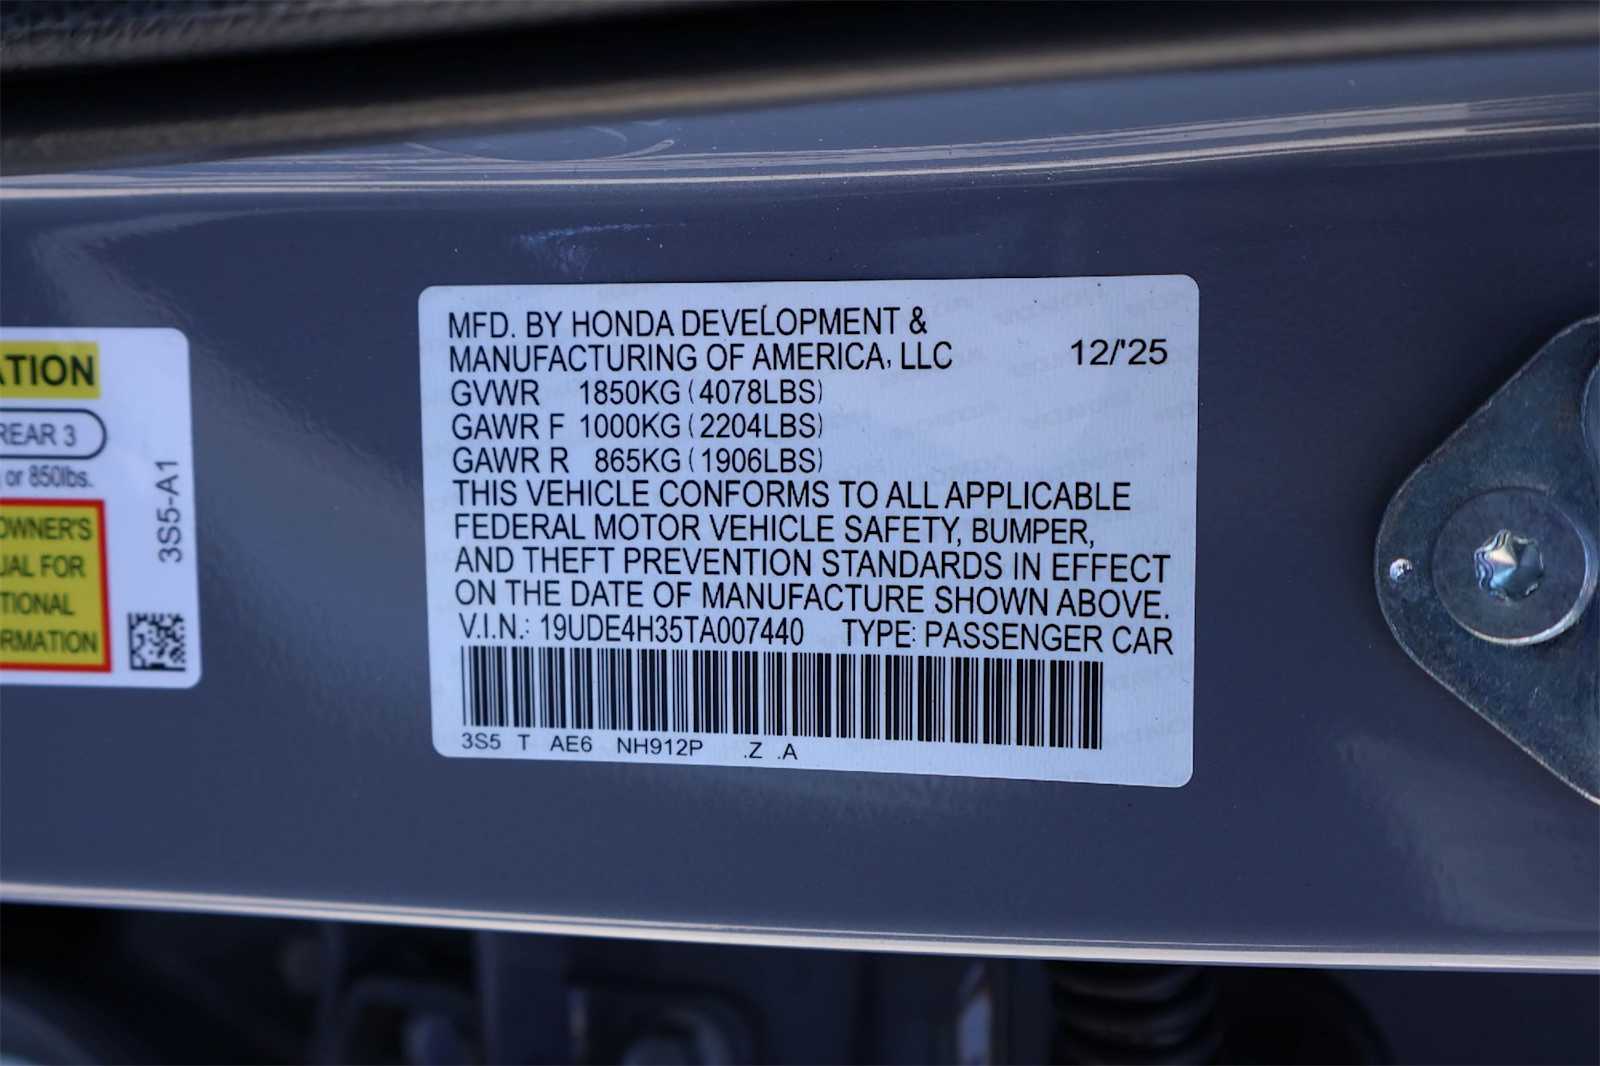 ATION
REAR 3
or 850lbs.
OWNER'S
UAL FOR
TIONAL
ORMATION
3S5-A1
MFD. BY HONDA DEVELOPMENT &
MANUFACTURING OF AMERICA, LLC 12/'25
GVWR 1850KG (4078LBS)
GAWR F 1000KG (2204LBS)
GAWR R 865KG (1906LBS)
THIS VEHICLE CONFORMS TO ALL APPLICABLE
FEDERAL MOTOR VEHICLE SAFETY, BUMPER,
AND THEFT PREVENTION STANDARDS IN EFFECT
ON THE DATE OF MANUFACTURE SHOWN ABOVE.
V.I.N.: 19UDE4H35TA007440 TYPE: PASSENGER CAR
3S5 T AE6 NH912P .Z .A